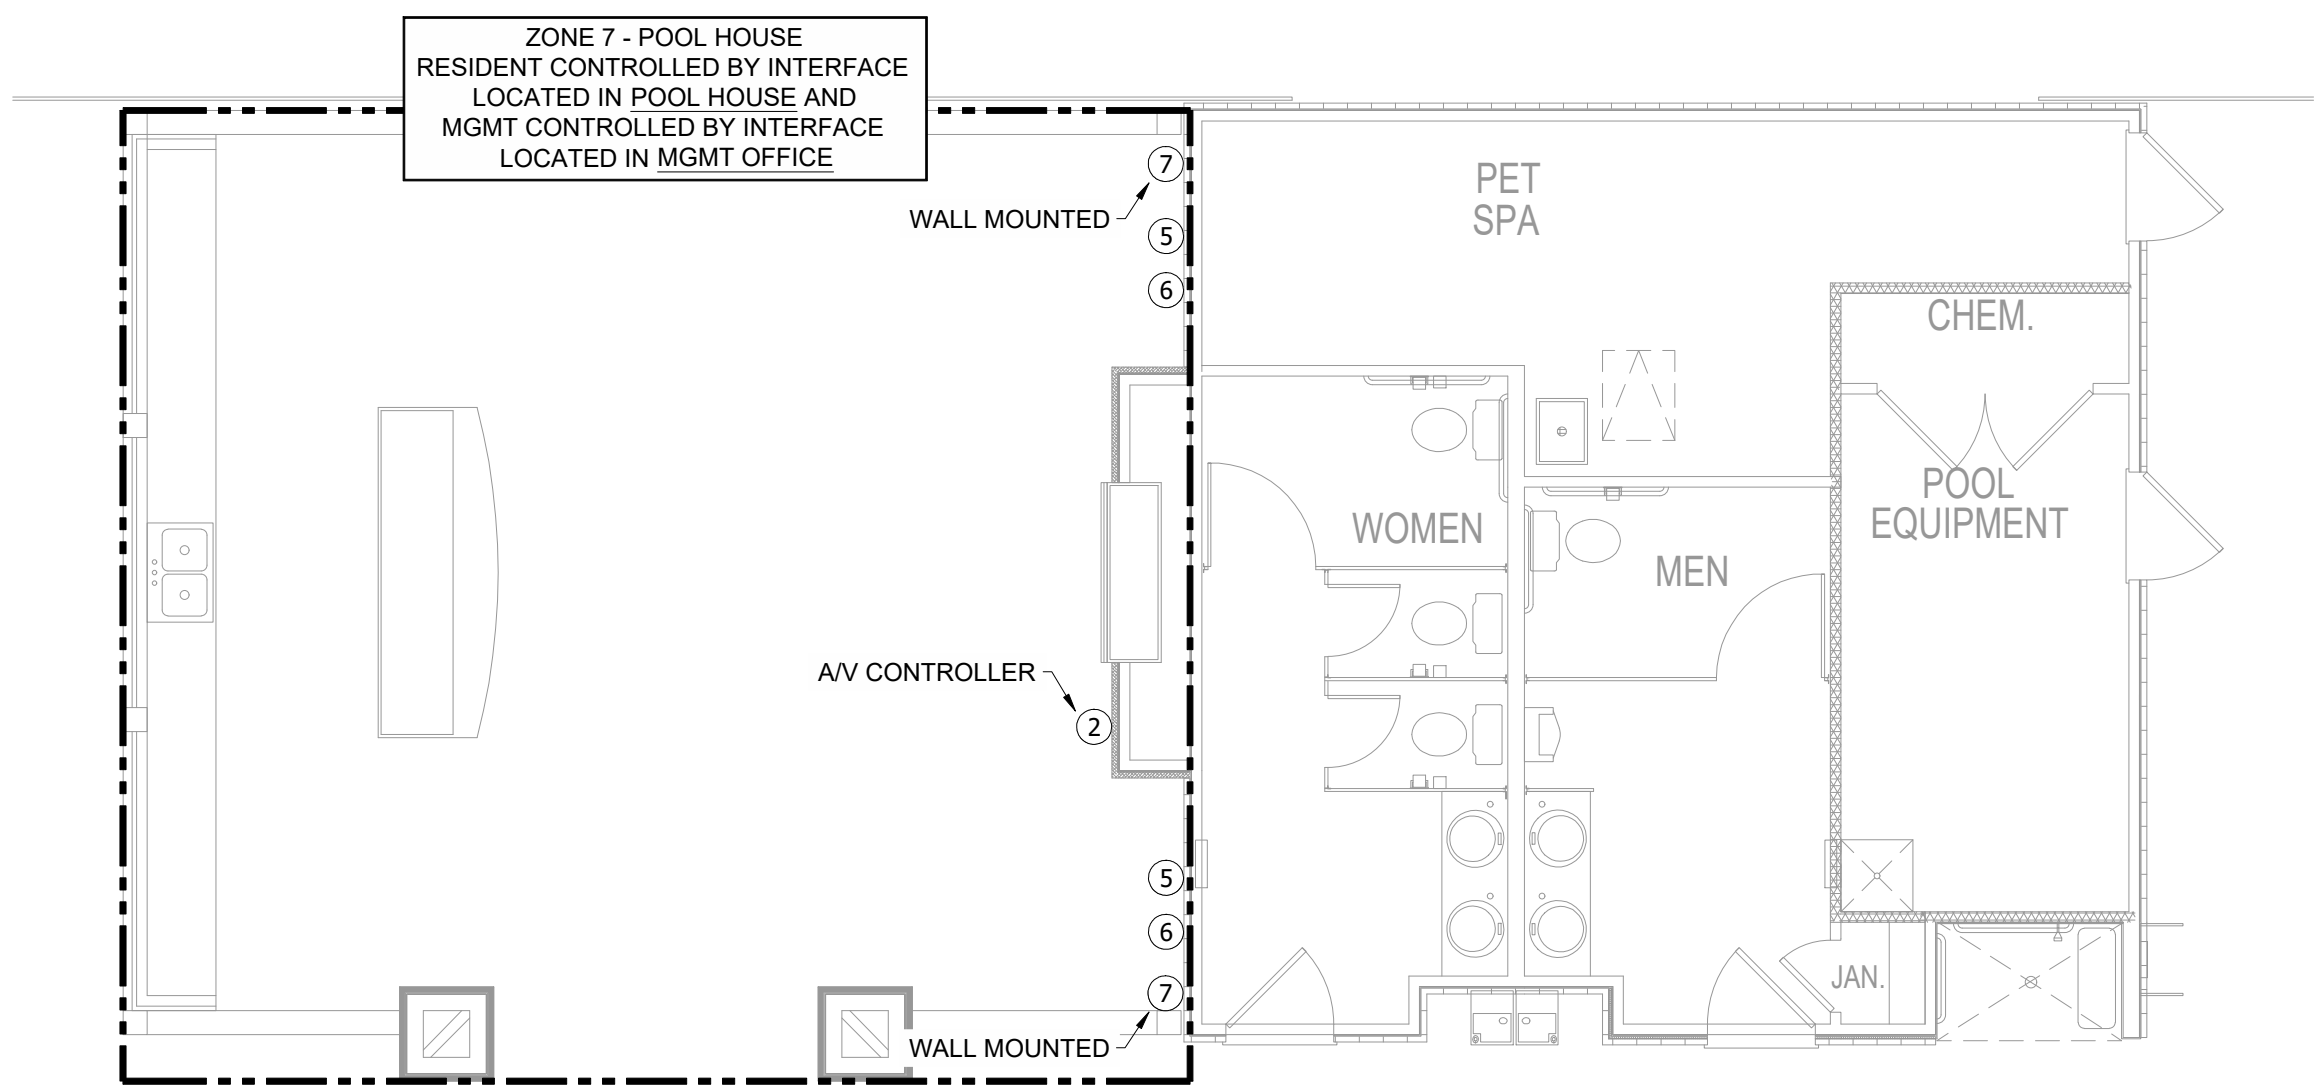 ZONE 7 - POOL HOUSE
RESIDENT CONTROLLED BY INTERFACE
LOCATED IN POOL HOUSE AND
MGMT CONTROLLED BY INTERFACE
LOCATED IN MGMT OFFICE
7
WALL MOUNTED
5
6
PET
SPA
CHEM.
POOL
EQUIPMENT
WOMEN
MEN
A/V CONTROLLER
2
5
6
7
WALL MOUNTED
JAN.